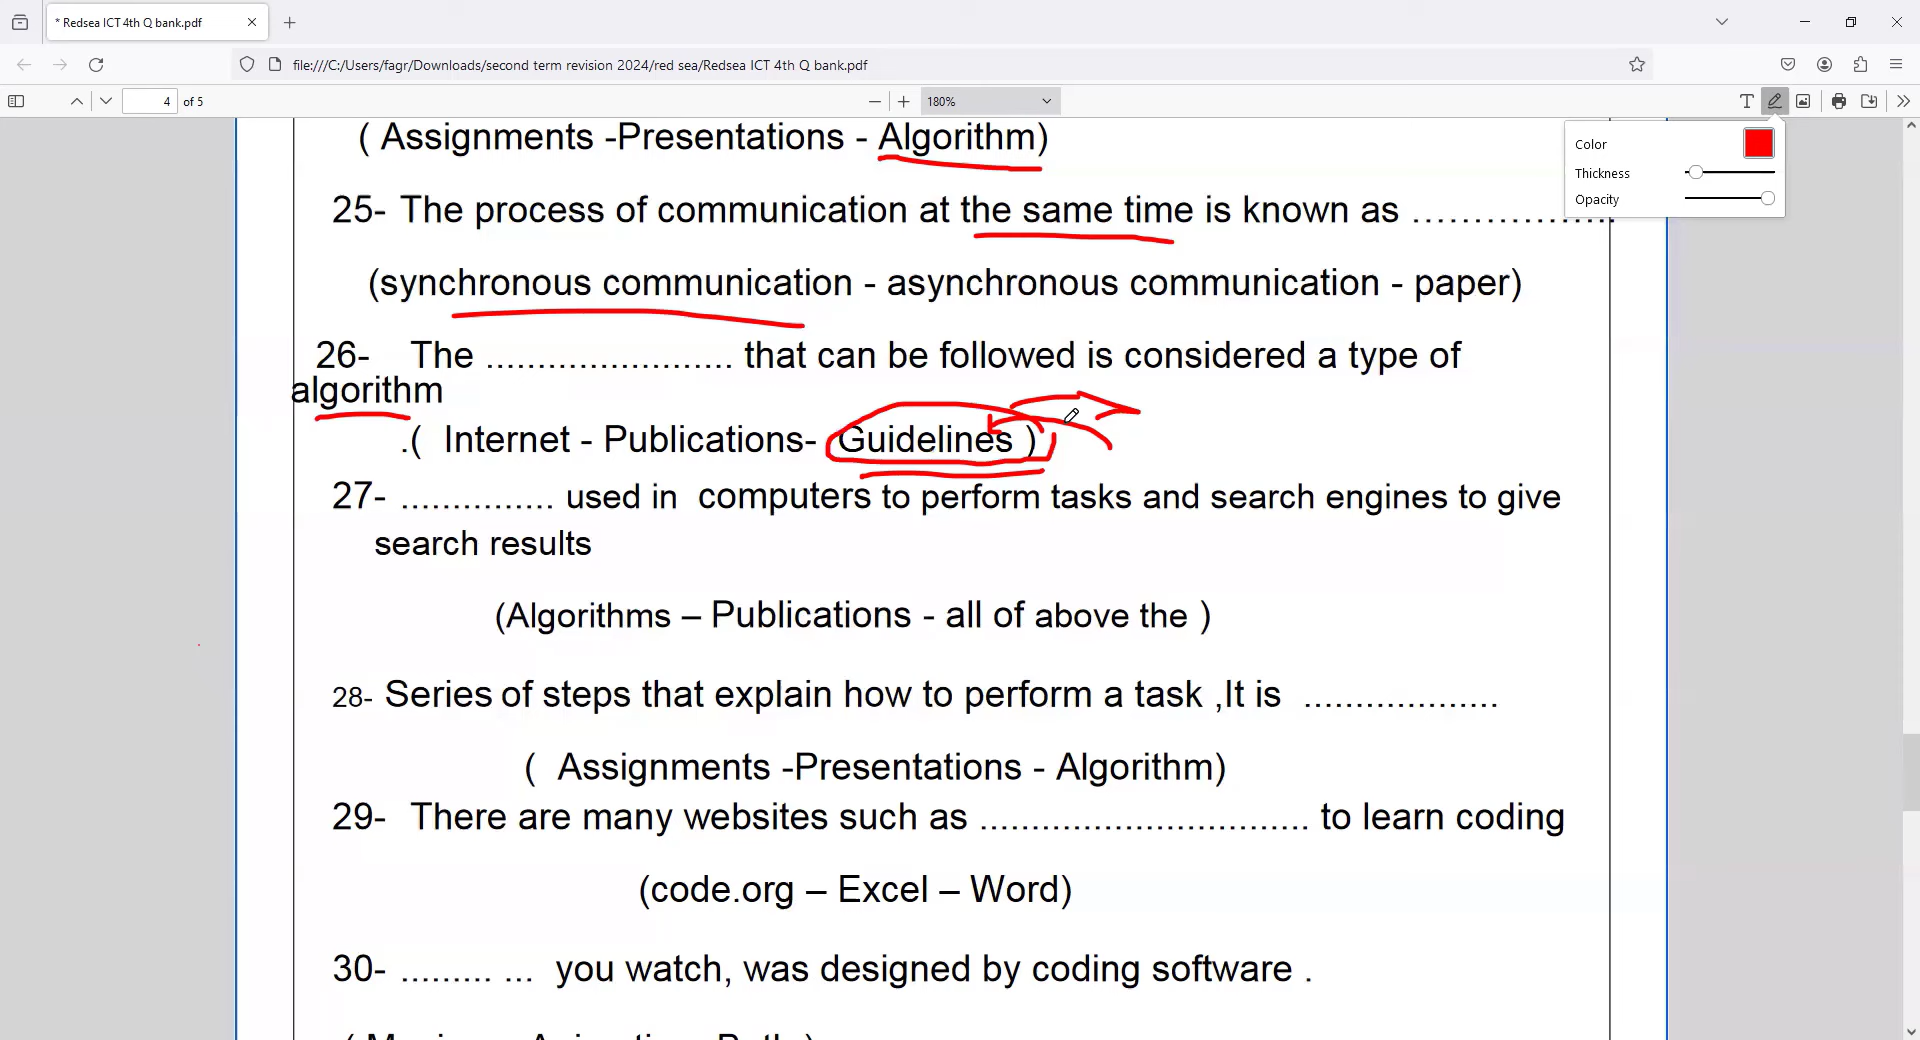 * Redsea ICT 4th Q bank.pdf
file:///C:/Users/fagr/Downloads/second term revision 2024/red sea/Redsea ICT 4th Q bank.pdf
4 of 5
180%
Color
Thickness
Opacity
( Assignments -Presentations - Algorithm)
25- The process of communication at the same time is known as ……………..
(synchronous communication - asynchronous communication - paper)
26- The ........................ that can be followed is considered a type of
algorithm
.( Internet - Publications- Guidelines )
27- ............... used in computers to perform tasks and search engines to give
search results
(Algorithms – Publications - all of above the )
28- Series of steps that explain how to perform a task ,It is ...................
( Assignments -Presentations - Algorithm)
29- There are many websites such as ................................ to learn coding
(code.org – Excel – Word)
30- ......... ... you watch, was designed by coding software .